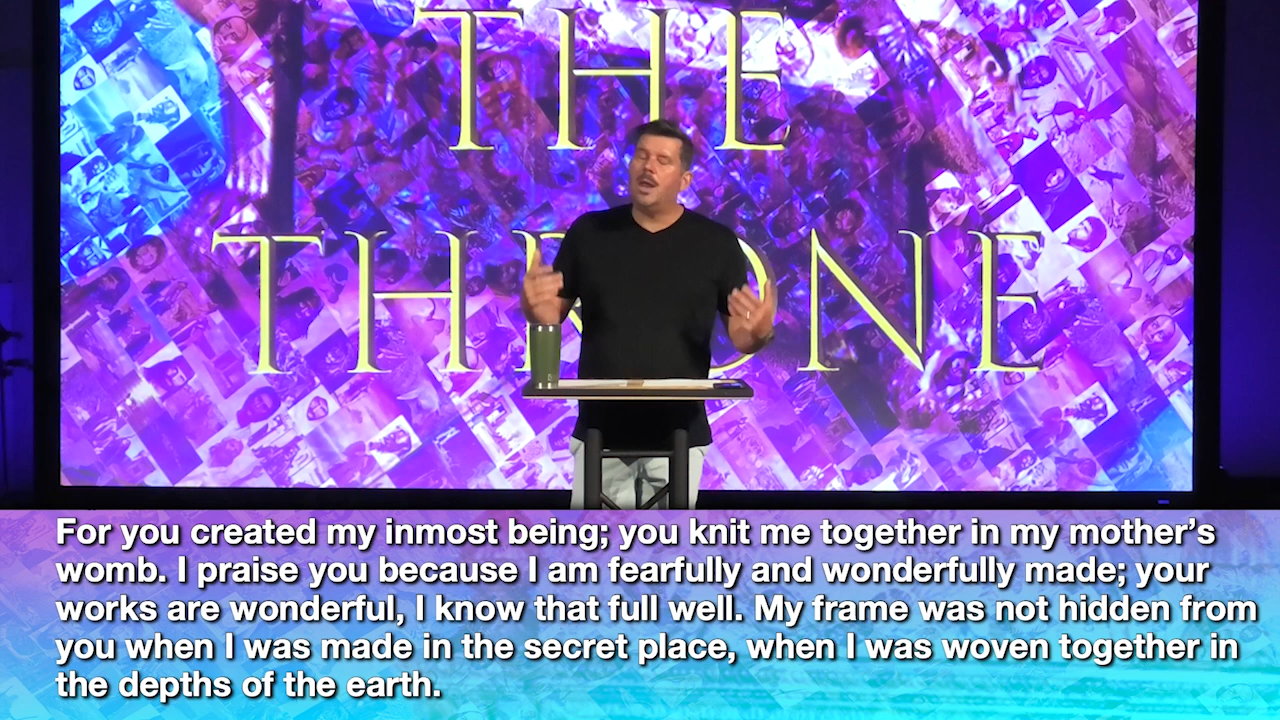 THE
THRONE
For you created my inmost being; you knit me together in my mother’s
womb. I praise you because I am fearfully and wonderfully made; your
works are wonderful, I know that full well. My frame was not hidden from
you when I was made in the secret place, when I was woven together in
the depths of the earth.